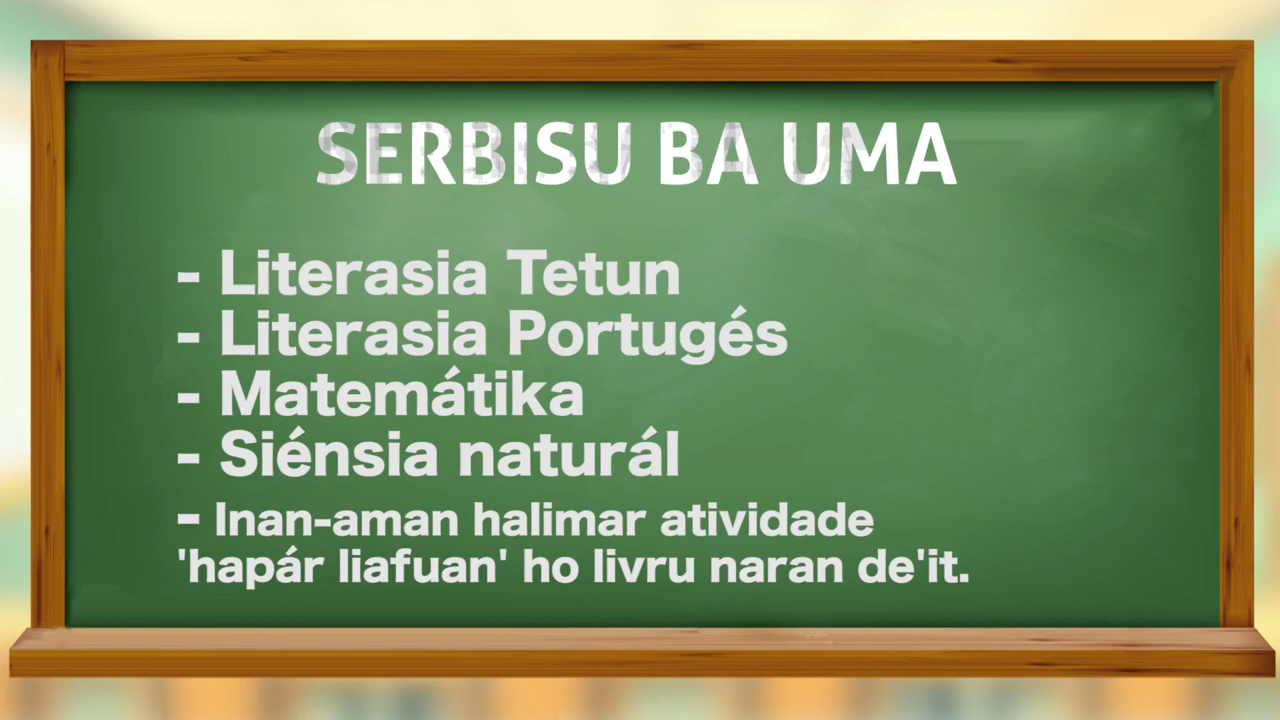 SERBISU BA UMA
- Literasia Tetun
- Literasia Portugés
- Matemátika
- Siénsia naturál
- Inan-aman halimar atividade
'hapár liafuan' ho livru naran de'it.